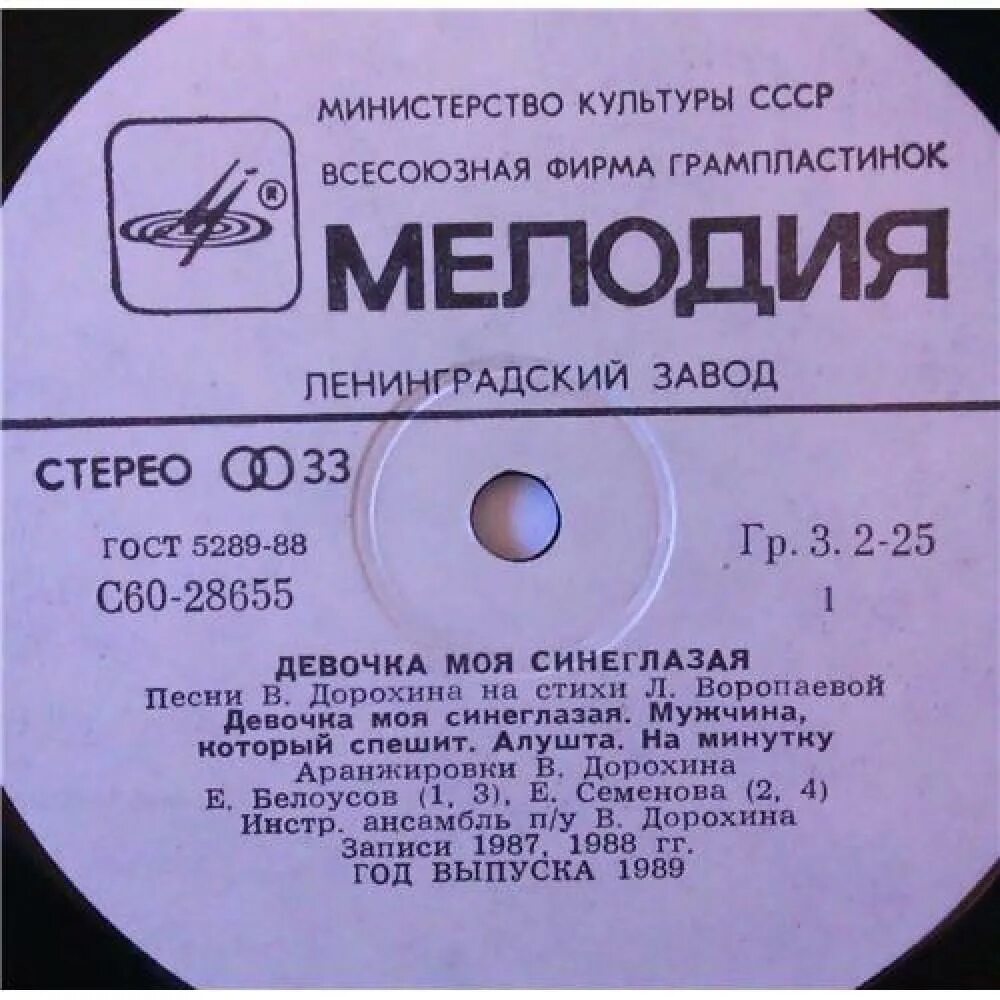 МИНИСТЕРСТВО КУЛЬТУРЫ СССР
ВСЕСОЮЗНАЯ ФИРМА ГРАМПЛАСТИНОК
®
МЕЛОДИЯ
ЛЕНИНГРАДСКИЙ ЗАВОД
СТЕРЕО 33
ГОСТ 5289-88
Гр. 3. 2-25
С60-28655
1
ДЕВОЧКА МОЯ СИНЕГЛАЗАЯ
Песни В. Дорохина на стихи Л. Воропаевой
Девочка моя синеглазая. Мужчина,
который спешит. Алушта. На минутку
Аранжировки В. Дорохина
Е. Белоусов (1, 3), Е. Семенова (2, 4)
Инстр. ансамбль п/у В. Дорохина
Записи 1987, 1988 гг.
ГОД ВЫПУСКА 1989